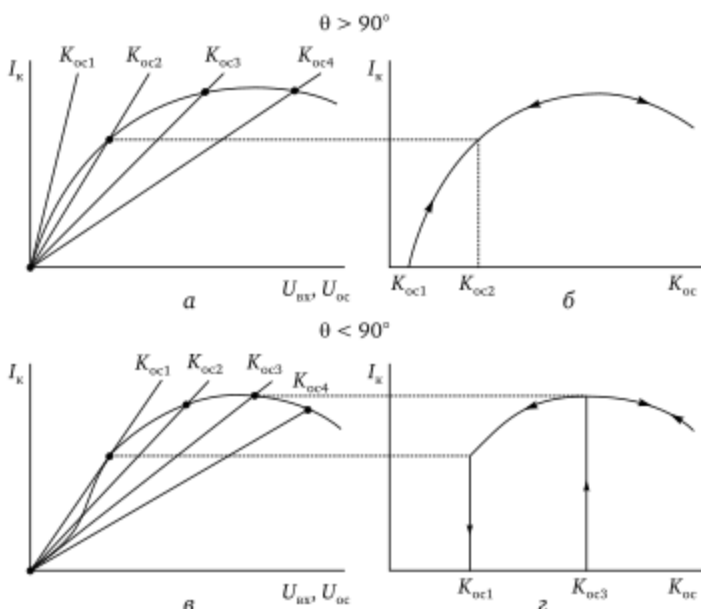 θ > 90°
Iк Kос1 Kос2 Kос3 Kос4 Iк
Uвх, Uос Kос1 Kос2 Kос
а б
θ < 90°
Iк Kос1 Kос2 Kос3 Kос4 Iк
Uвх, Uос Kос1 Kос3 Kос
в г